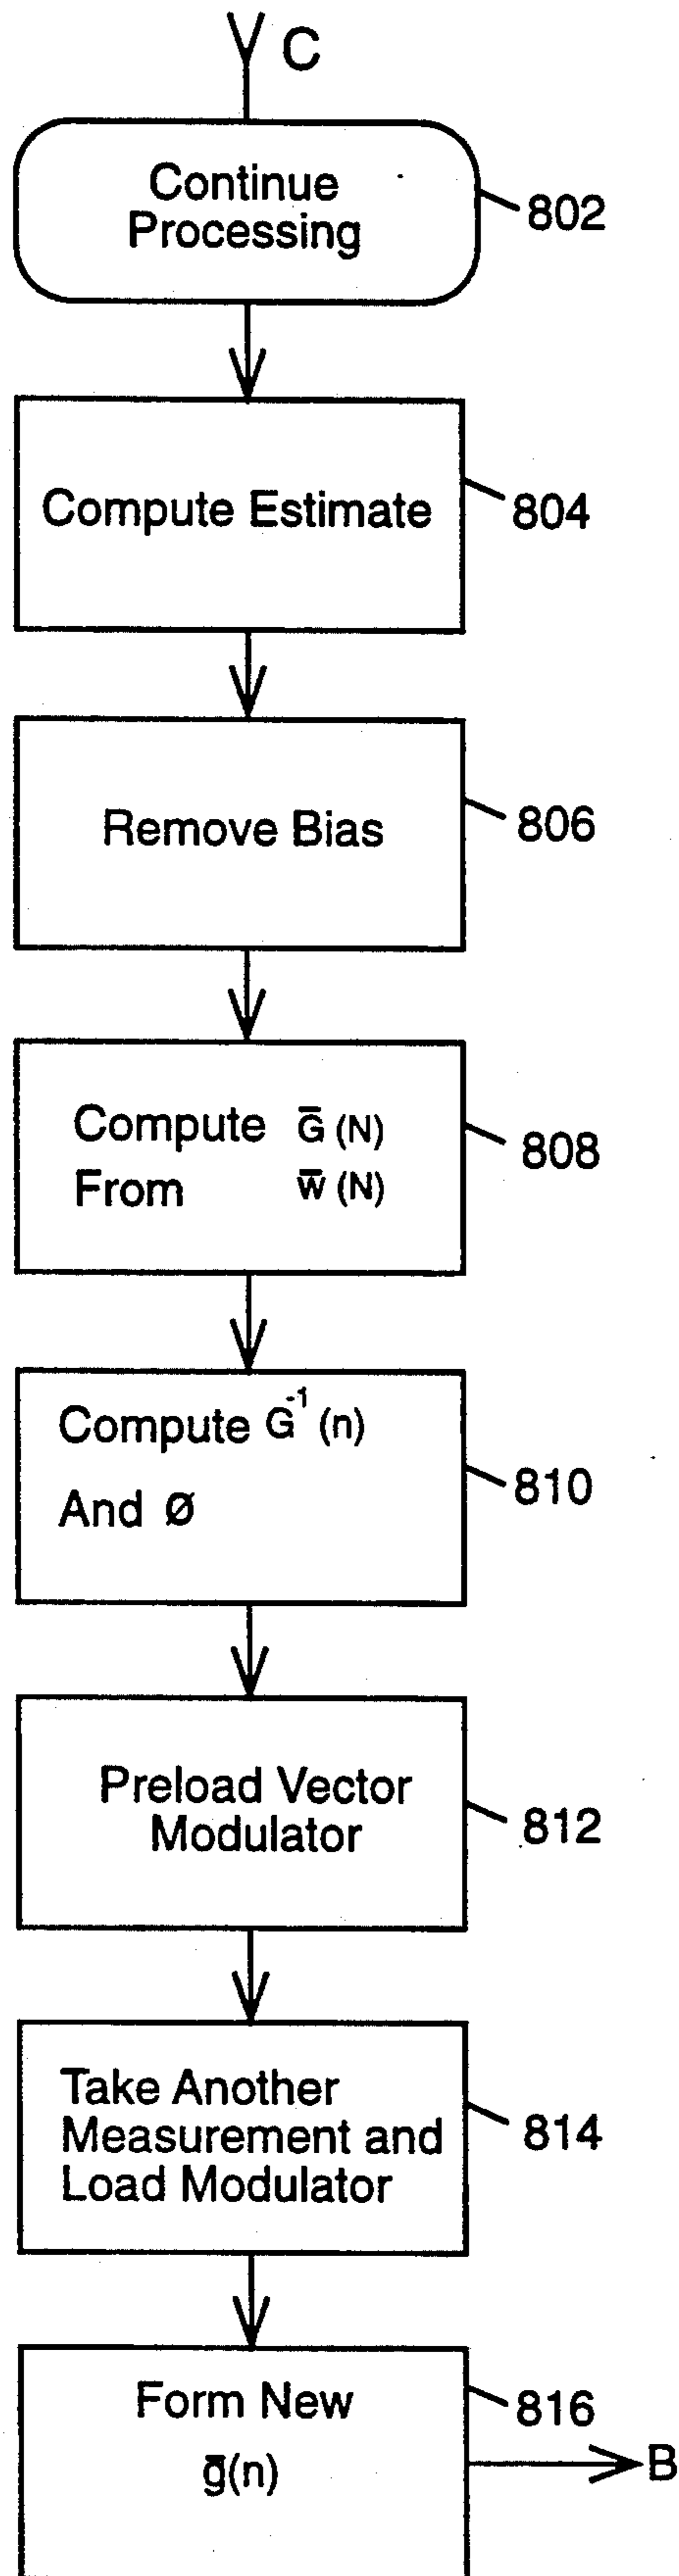 C
Continue
Processing
802
Compute Estimate
804
Remove Bias
806
Compute G̅ (N)
From w̅ (N)
808
Compute G⁻¹ (n)
And Ø
810
Preload Vector
Modulator
812
Take Another
Measurement and
Load Modulator
814
Form New
g̅(n)
816
B